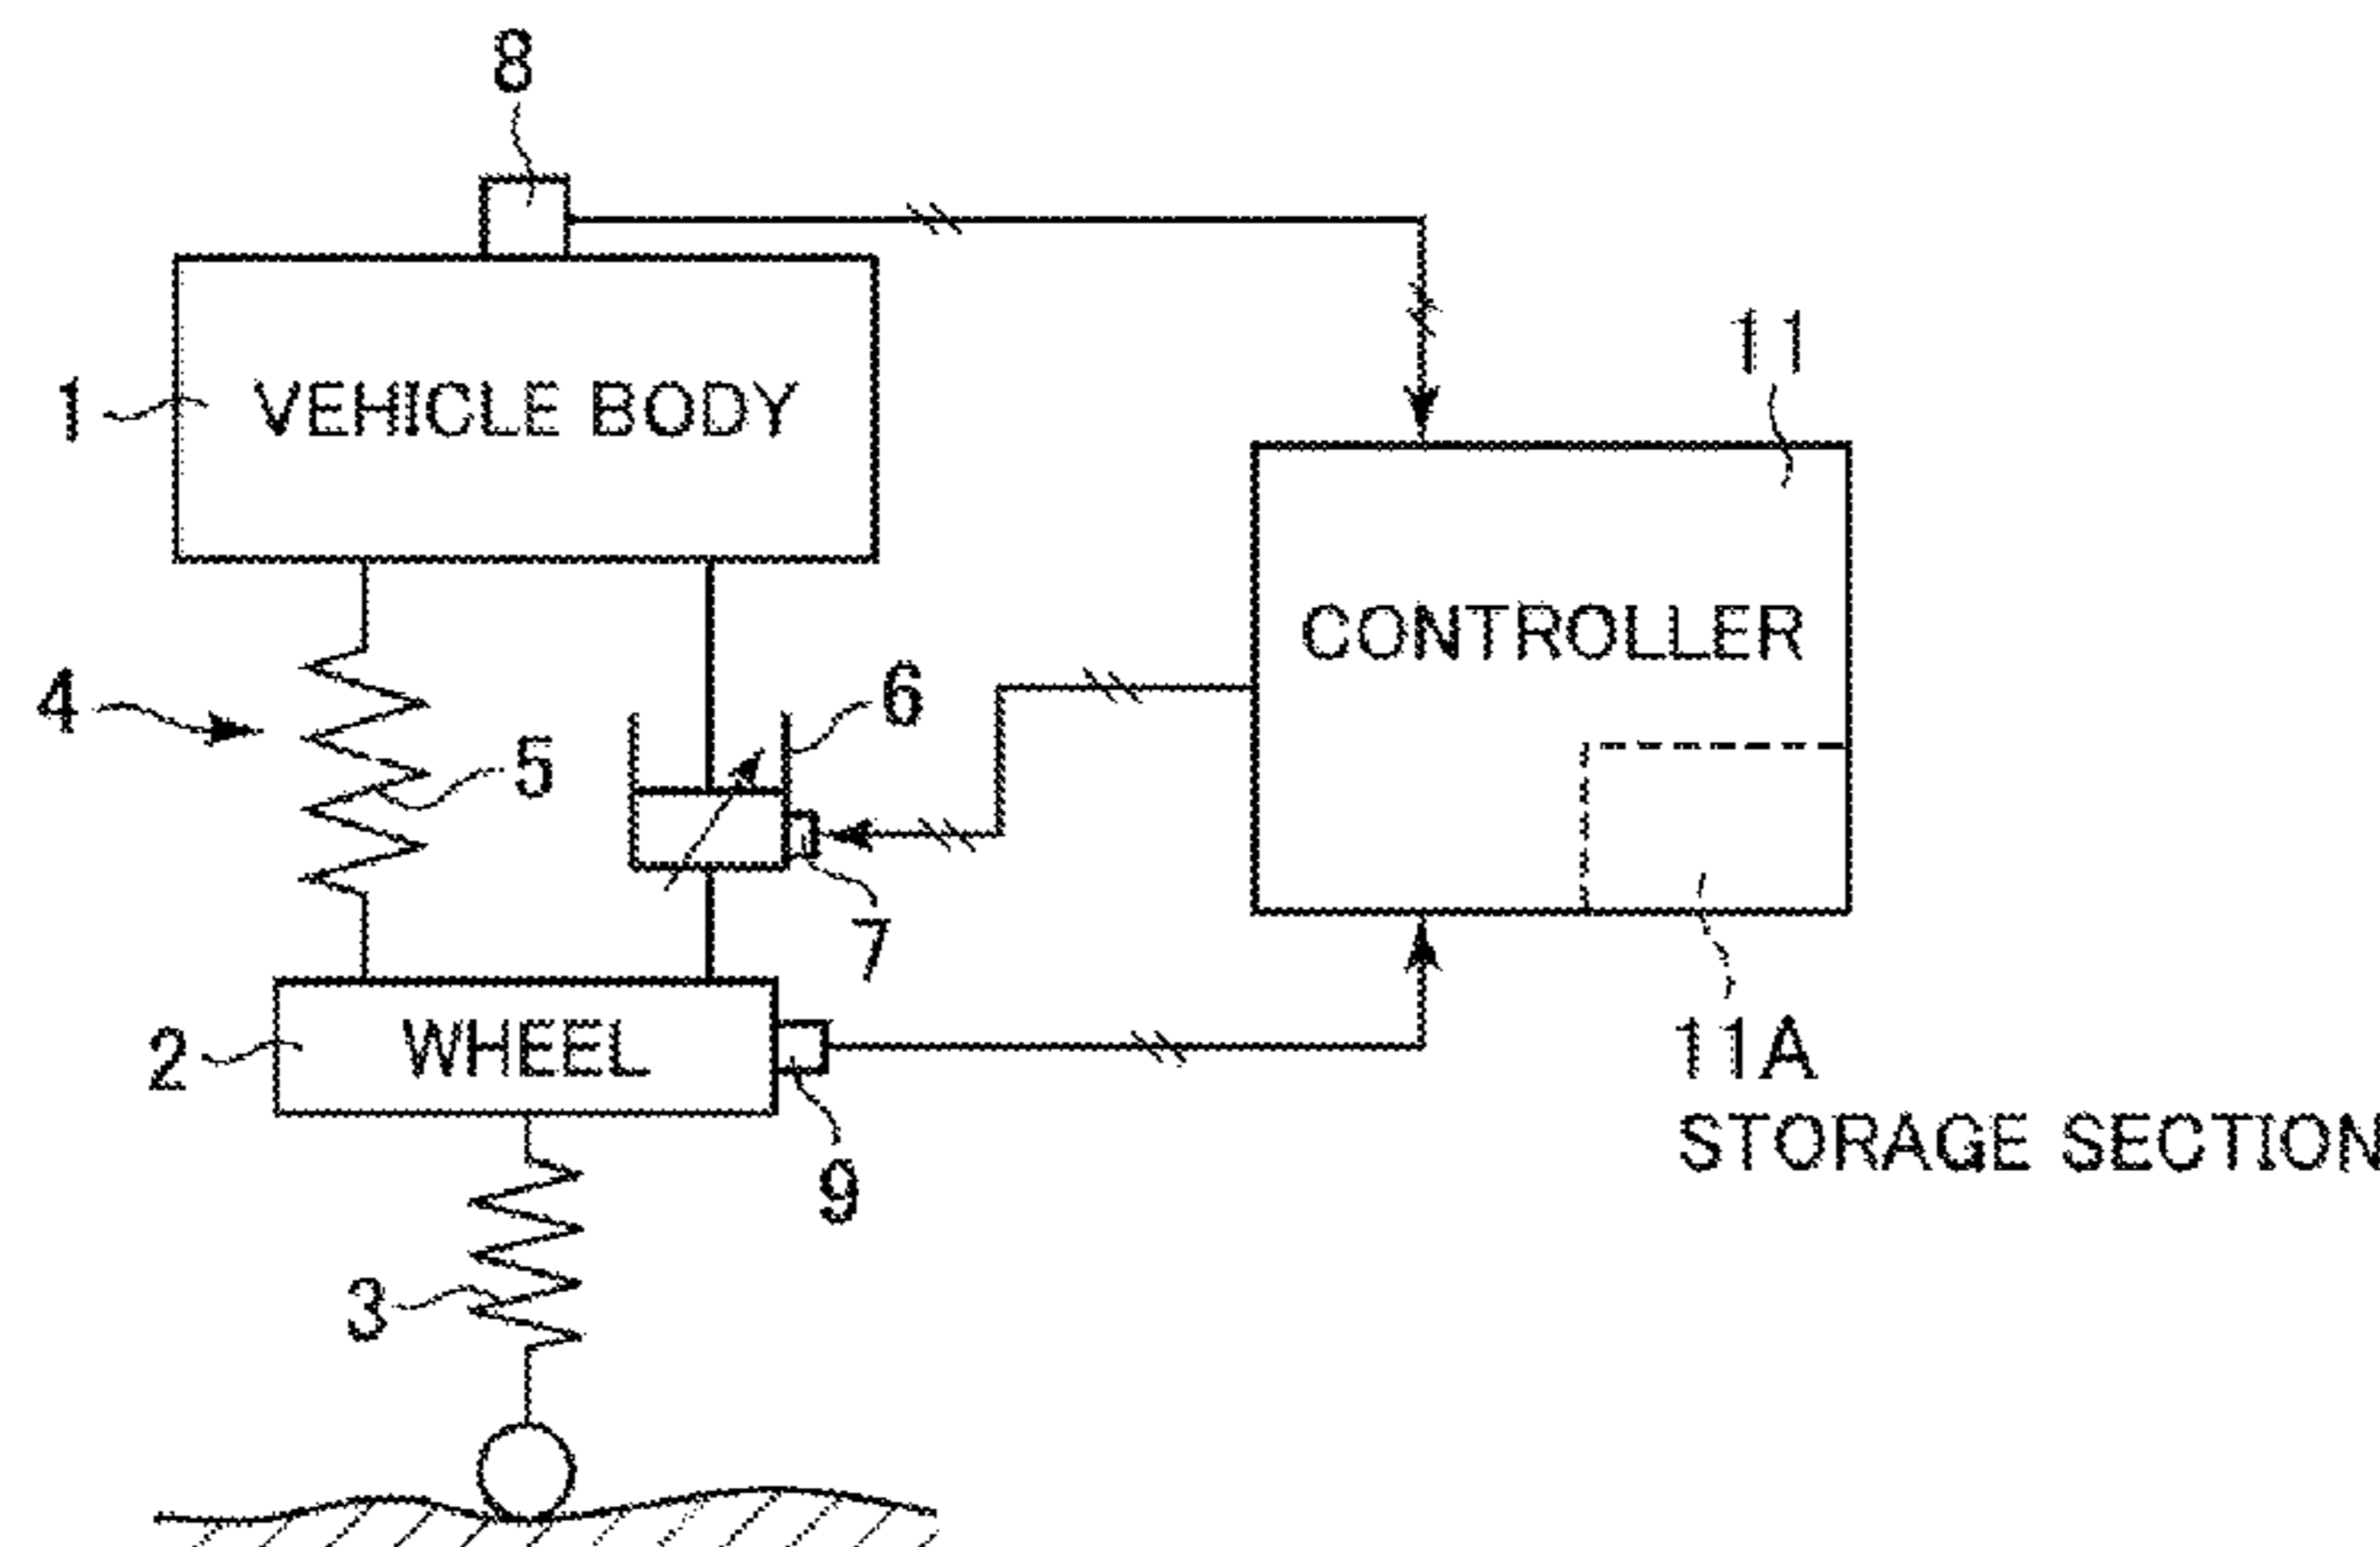 8
11
1
VEHICLE BODY
CONTROLLER
4
6
5
7
2
WHEEL
11A
STORAGE SECTION
9
3